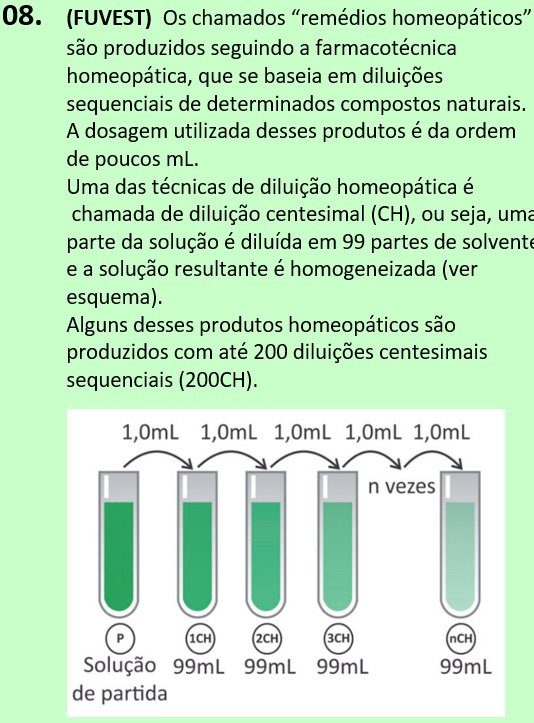 08. (FUVEST) Os chamados “remédios homeopáticos”
são produzidos seguindo a farmacotécnica
homeopática, que se baseia em diluições
sequenciais de determinados compostos naturais.
A dosagem utilizada desses produtos é da ordem
de poucos mL.
Uma das técnicas de diluição homeopática é
chamada de diluição centesimal (CH), ou seja, uma
parte da solução é diluída em 99 partes de solvente
e a solução resultante é homogeneizada (ver
esquema).
Alguns desses produtos homeopáticos são
produzidos com até 200 diluições centesimais
sequenciais (200CH).
1,0mL 1,0mL 1,0mL 1,0mL 1,0mL
n vezes
P 1CH 2CH 3CH nCH
Solução 99mL 99mL 99mL 99mL
de partida